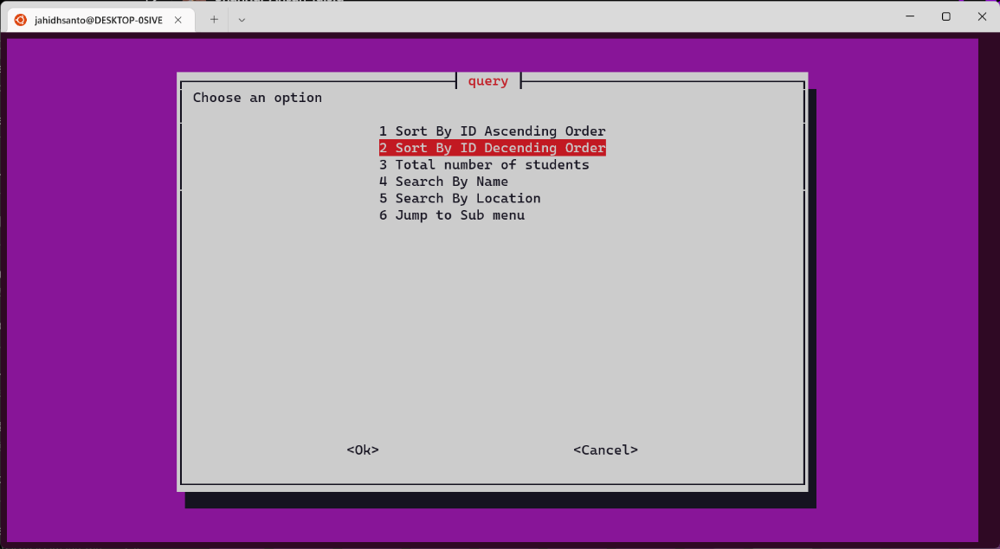 jahidhsanto@DESKTOP-0SIVE
query
Choose an option
1 Sort By ID Ascending Order
2 Sort By ID Decending Order
3 Total number of students
4 Search By Name
5 Search By Location
6 Jump to Sub menu
<Ok> <Cancel>